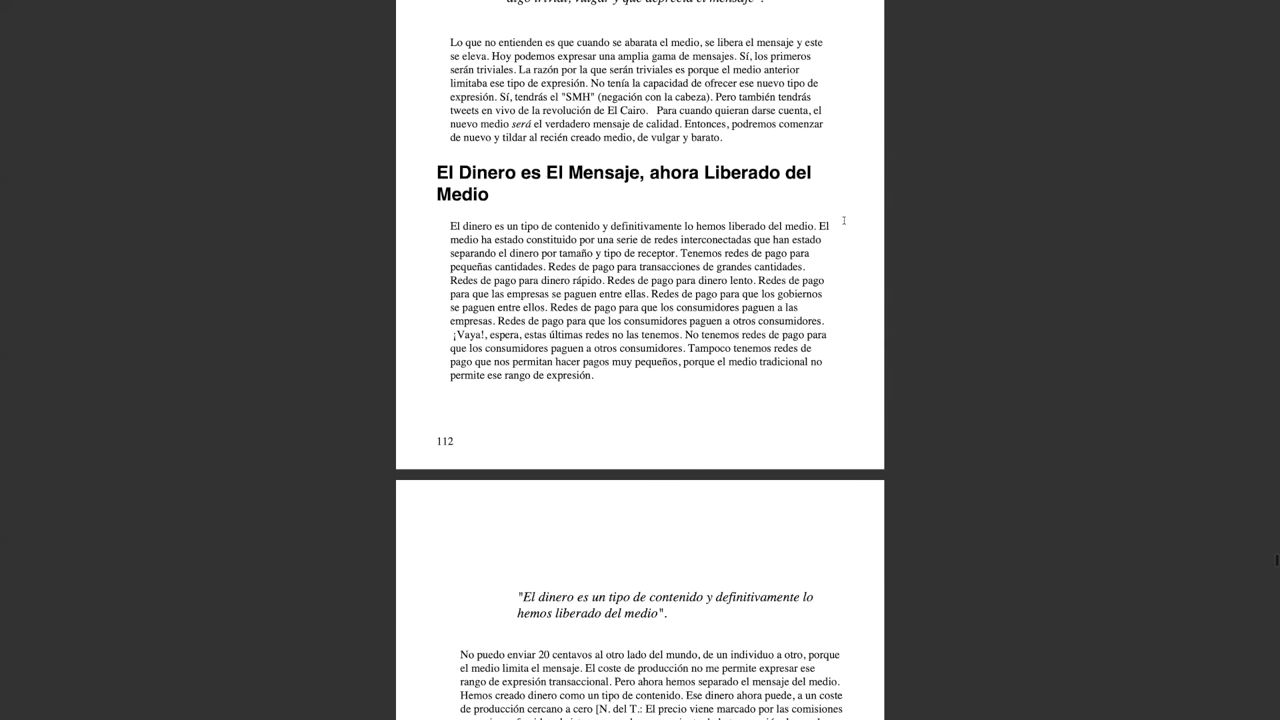 algo trivial, vulgar y que deprecia el mensaje".
Lo que no entienden es que cuando se abarata el medio, se libera el mensaje y este
se eleva. Hoy podemos expresar una amplia gama de mensajes. Sí, los primeros
serán triviales. La razón por la que serán triviales es porque el medio anterior
limitaba ese tipo de expresión. No tenía la capacidad de ofrecer ese nuevo tipo de
expresión. Sí, tendrás el "SMH" (negación con la cabeza). Pero también tendrás
tweets en vivo de la revolución de El Cairo. Para cuando quieran darse cuenta, el
nuevo medio será el verdadero mensaje de calidad. Entonces, podremos comenzar
de nuevo y tildar al recién creado medio, de vulgar y barato.
El Dinero es El Mensaje, ahora Liberado del
Medio
El dinero es un tipo de contenido y definitivamente lo hemos liberado del medio. El
medio ha estado constituido por una serie de redes interconectadas que han estado
separando el dinero por tamaño y tipo de receptor. Tenemos redes de pago para
pequeñas cantidades. Redes de pago para transacciones de grandes cantidades.
Redes de pago para dinero rápido. Redes de pago para dinero lento. Redes de pago
para que las empresas se paguen entre ellas. Redes de pago para que los gobiernos
se paguen entre ellos. Redes de pago para que los consumidores paguen a las
empresas. Redes de pago para que los consumidores paguen a otros consumidores.
¡Vaya!, espera, estas últimas redes no las tenemos. No tenemos redes de pago para
que los consumidores paguen a otros consumidores. Tampoco tenemos redes de
pago que nos permitan hacer pagos muy pequeños, porque el medio tradicional no
permite ese rango de expresión.
112
"El dinero es un tipo de contenido y definitivamente lo
hemos liberado del medio".
No puedo enviar 20 centavos al otro lado del mundo, de un individuo a otro, porque
el medio limita el mensaje. El coste de producción no me permite expresar ese
rango de expresión transaccional. Pero ahora hemos separado el mensaje del medio.
Hemos creado dinero como un tipo de contenido. Ese dinero ahora puede, a un coste
de producción cercano a cero [N. del T.: El precio viene marcado por las comisiones